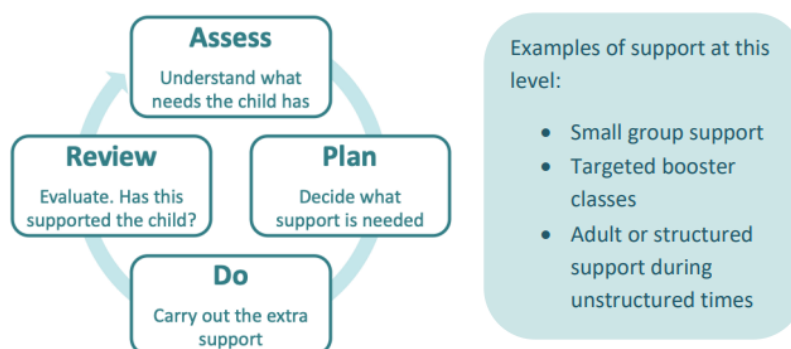 Assess
Understand what
needs the child has
Review
Evaluate. Has this
supported the child?
Plan
Decide what
support is needed
Do
Carry out the extra
support
Examples of support at this
level:
• Small group support
• Targeted booster
classes
• Adult or structured
support during
unstructured times